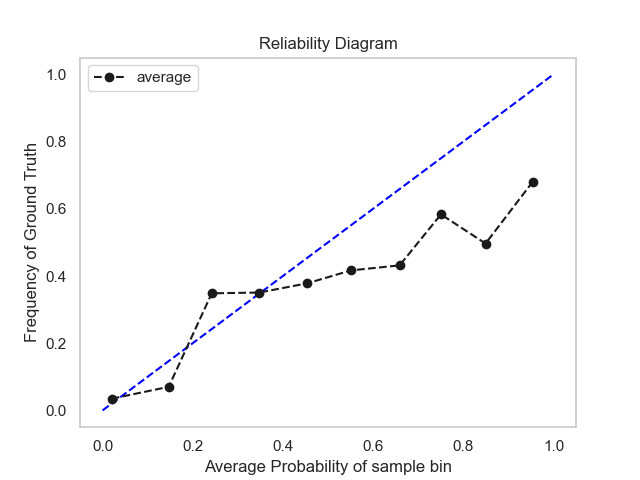 Reliability Diagram
average
Frequency of Ground Truth
1.0
0.8
0.6
0.4
0.2
0.0
0.0 0.2 0.4 0.6 0.8 1.0
Average Probability of sample bin